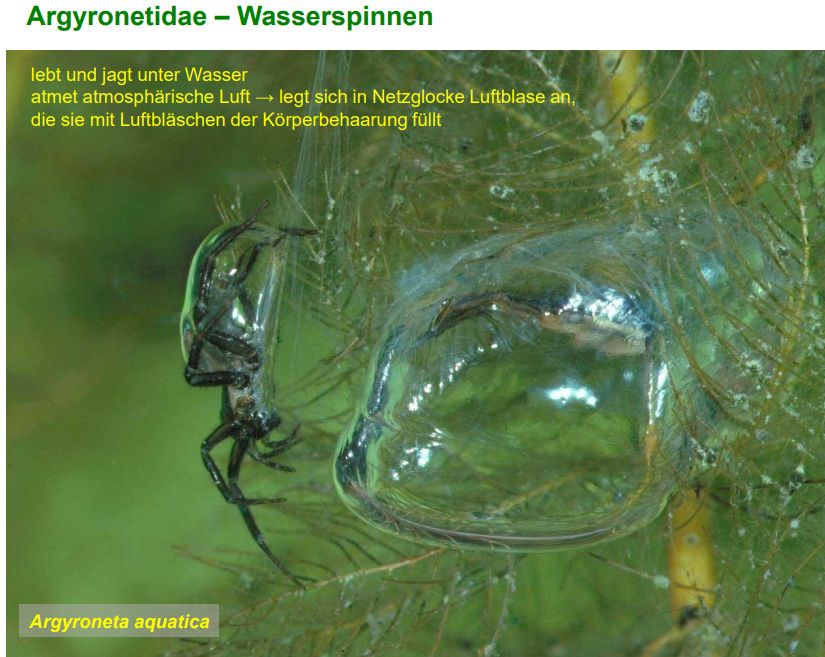 Argyronetidae – Wasserspinnen
lebt und jagt unter Wasser
atmet atmosphärische Luft → legt sich in Netzglocke Luftblase an,
die sie mit Luftbläschen der Körperbehaarung füllt
Argyroneta aquatica